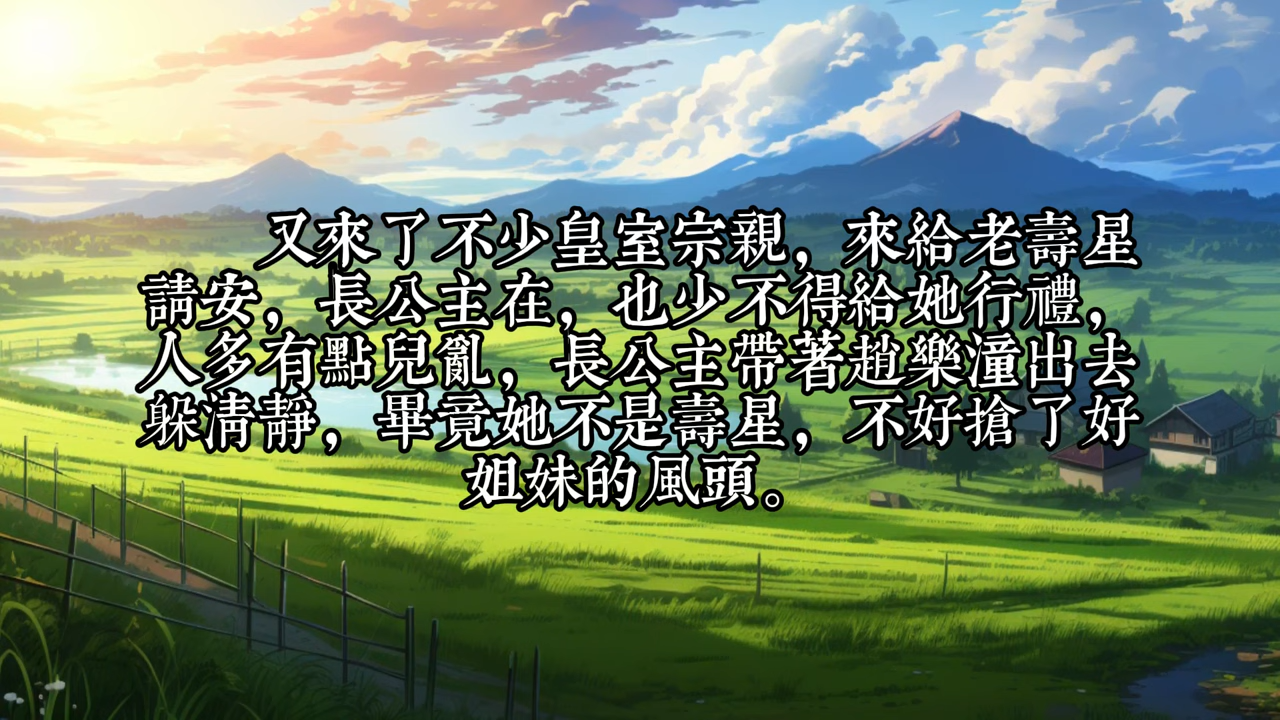 又來了不少皇室宗親，來給老壽星
請安，長公主在，也少不得給她行禮，
人多有點兒亂，長公主帶著趙樂潼出去
躲清靜，畢竟她不是壽星，不好搶了好
姐妹的風頭。